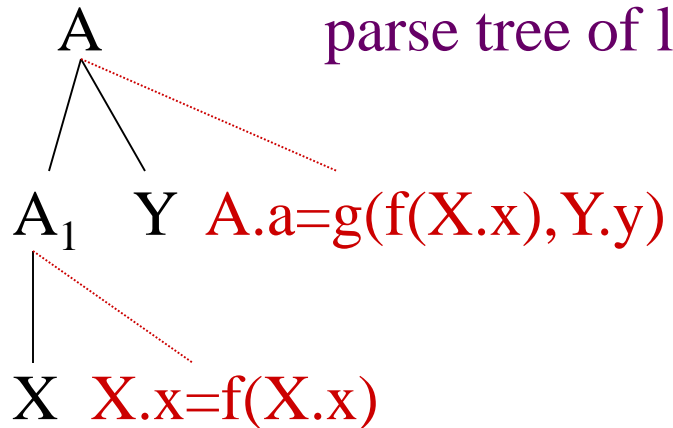 A parse tree of l
A₁ Y A.a=g(f(X.x),Y.y)
X X.x=f(X.x)